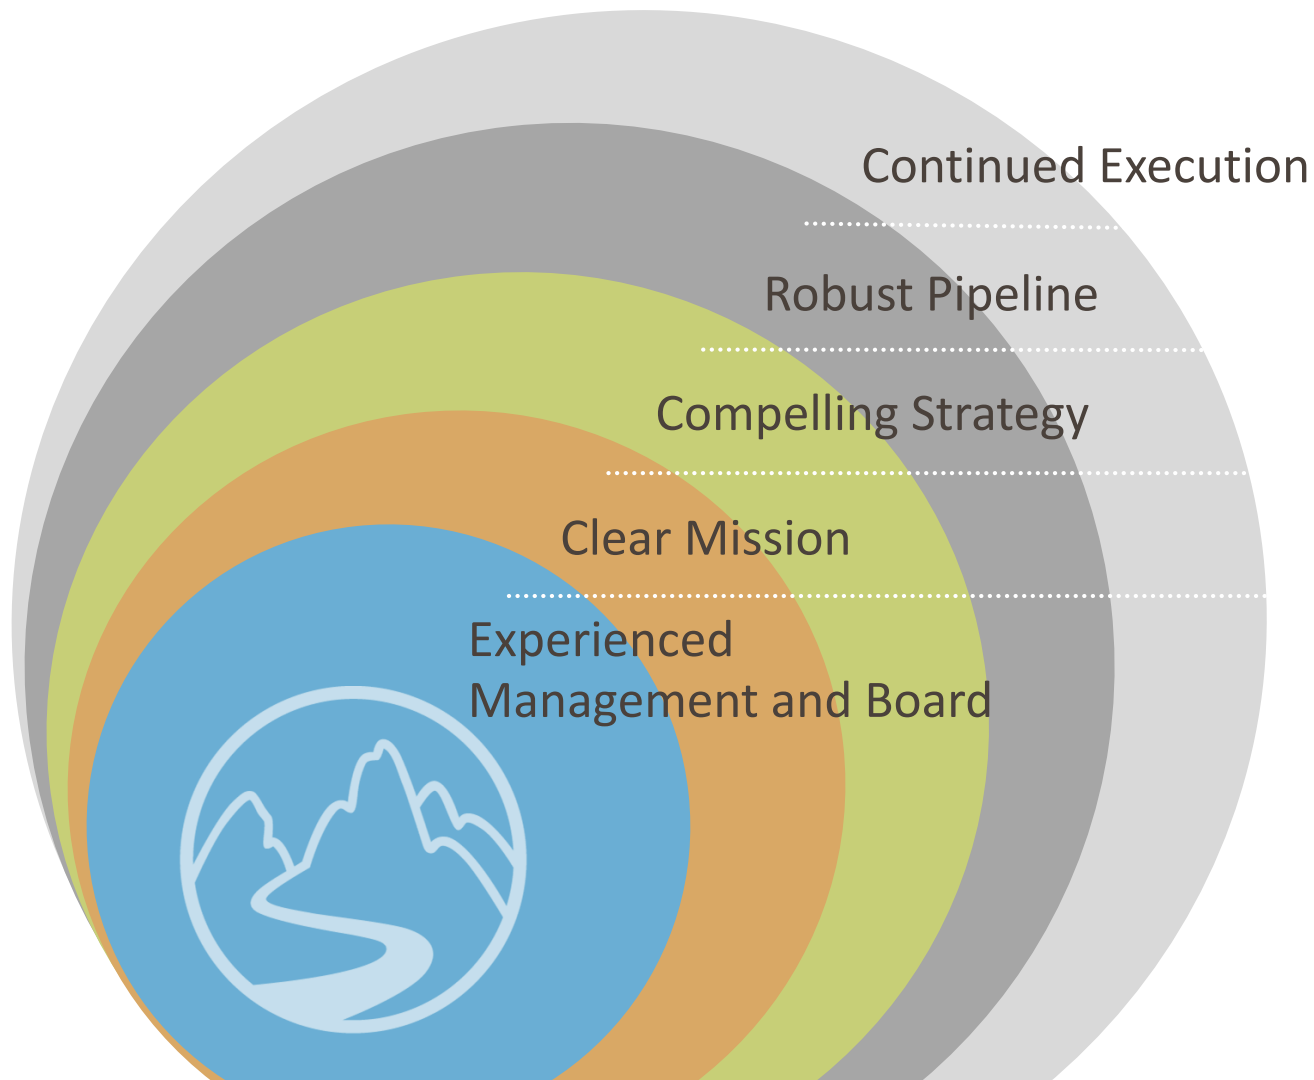 Continued Execution
Robust Pipeline
Compelling Strategy
Clear Mission
Experienced
Management and Board